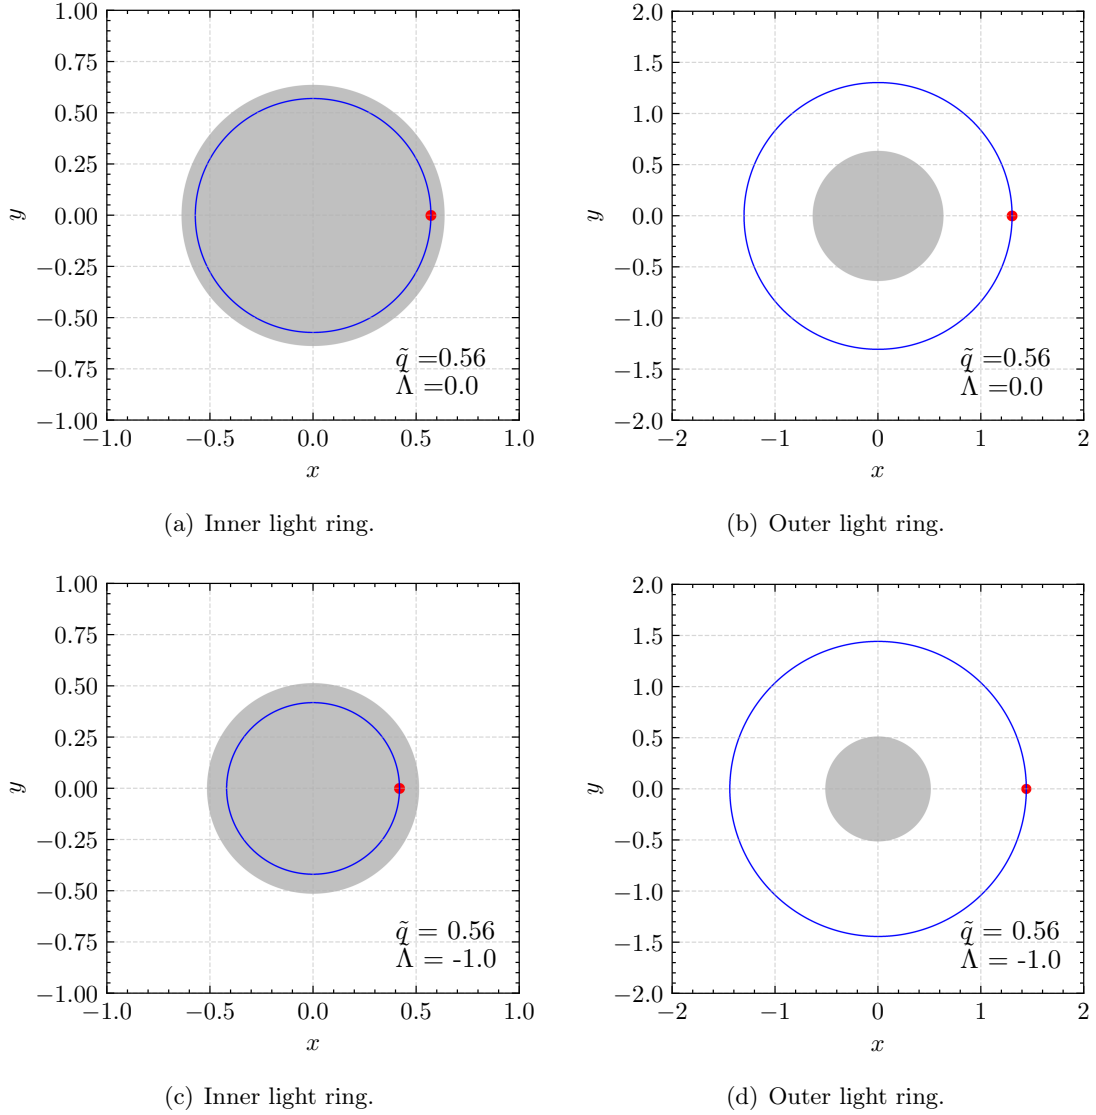 1.00
0.75
0.50
0.25
0.00
−0.25
−0.50
−0.75
−1.00
y
−1.0 −0.5 0.0 0.5 1.0
x
q̃ =0.56
Λ̃ =0.0
(a) Inner light ring.
2.0
1.5
1.0
0.5
0.0
−0.5
−1.0
−1.5
−2.0
y
−2 −1 0 1 2
x
q̃ =0.56
Λ̃ =0.0
(b) Outer light ring.
1.00
0.75
0.50
0.25
0.00
−0.25
−0.50
−0.75
−1.00
y
−1.0 −0.5 0.0 0.5 1.0
x
q̃ = 0.56
Λ̃ = -1.0
(c) Inner light ring.
2.0
1.5
1.0
0.5
0.0
−0.5
−1.0
−1.5
−2.0
y
−2 −1 0 1 2
x
q̃ = 0.56
Λ̃ = -1.0
(d) Outer light ring.